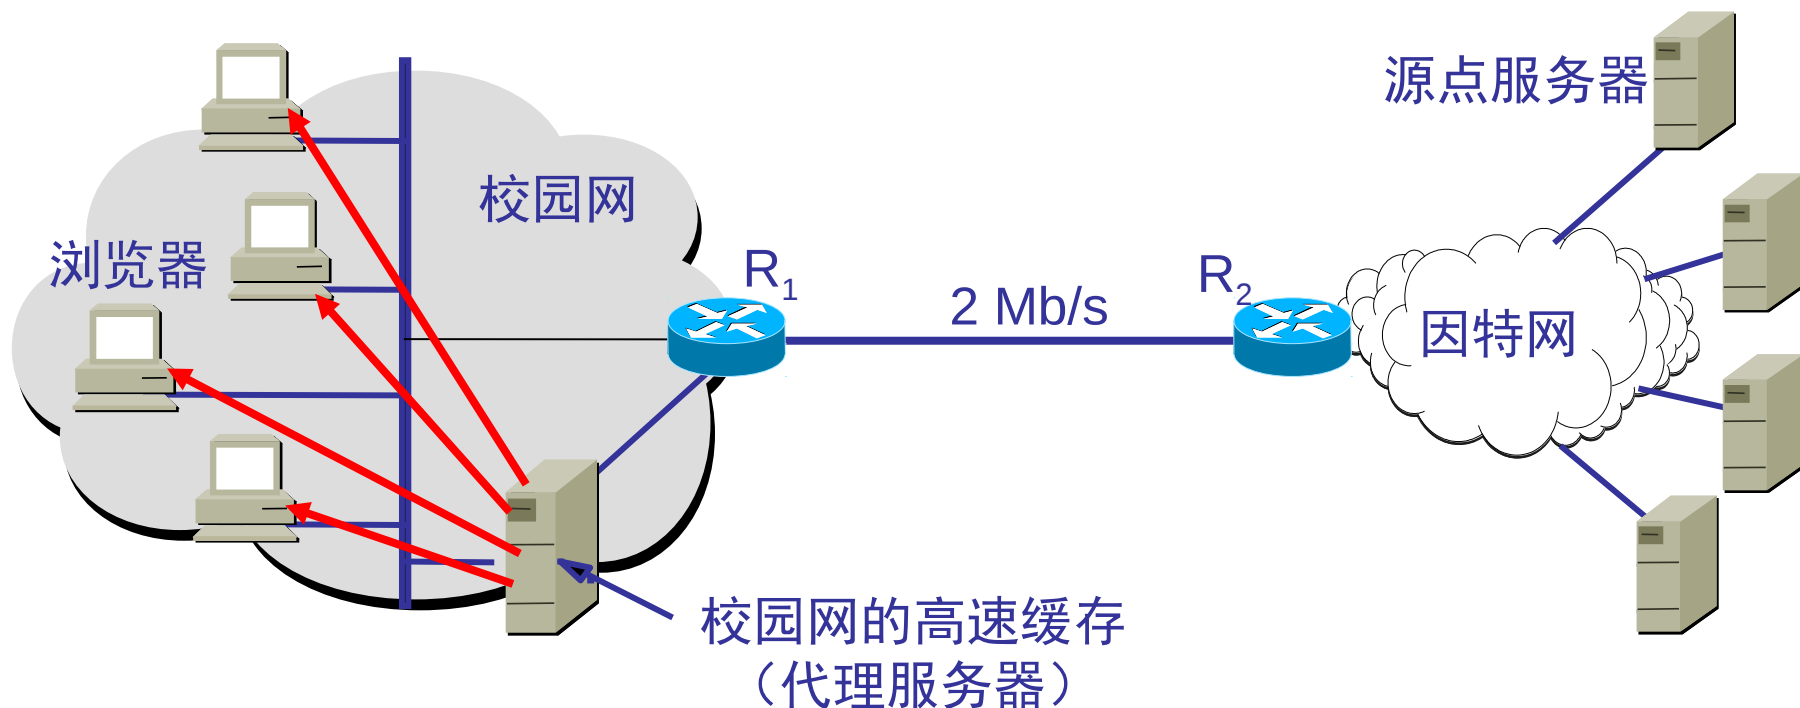 源点服务器
校园网
浏览器
R1
2 Mb/s
R2
因特网
校园网的高速缓存
（代理服务器）